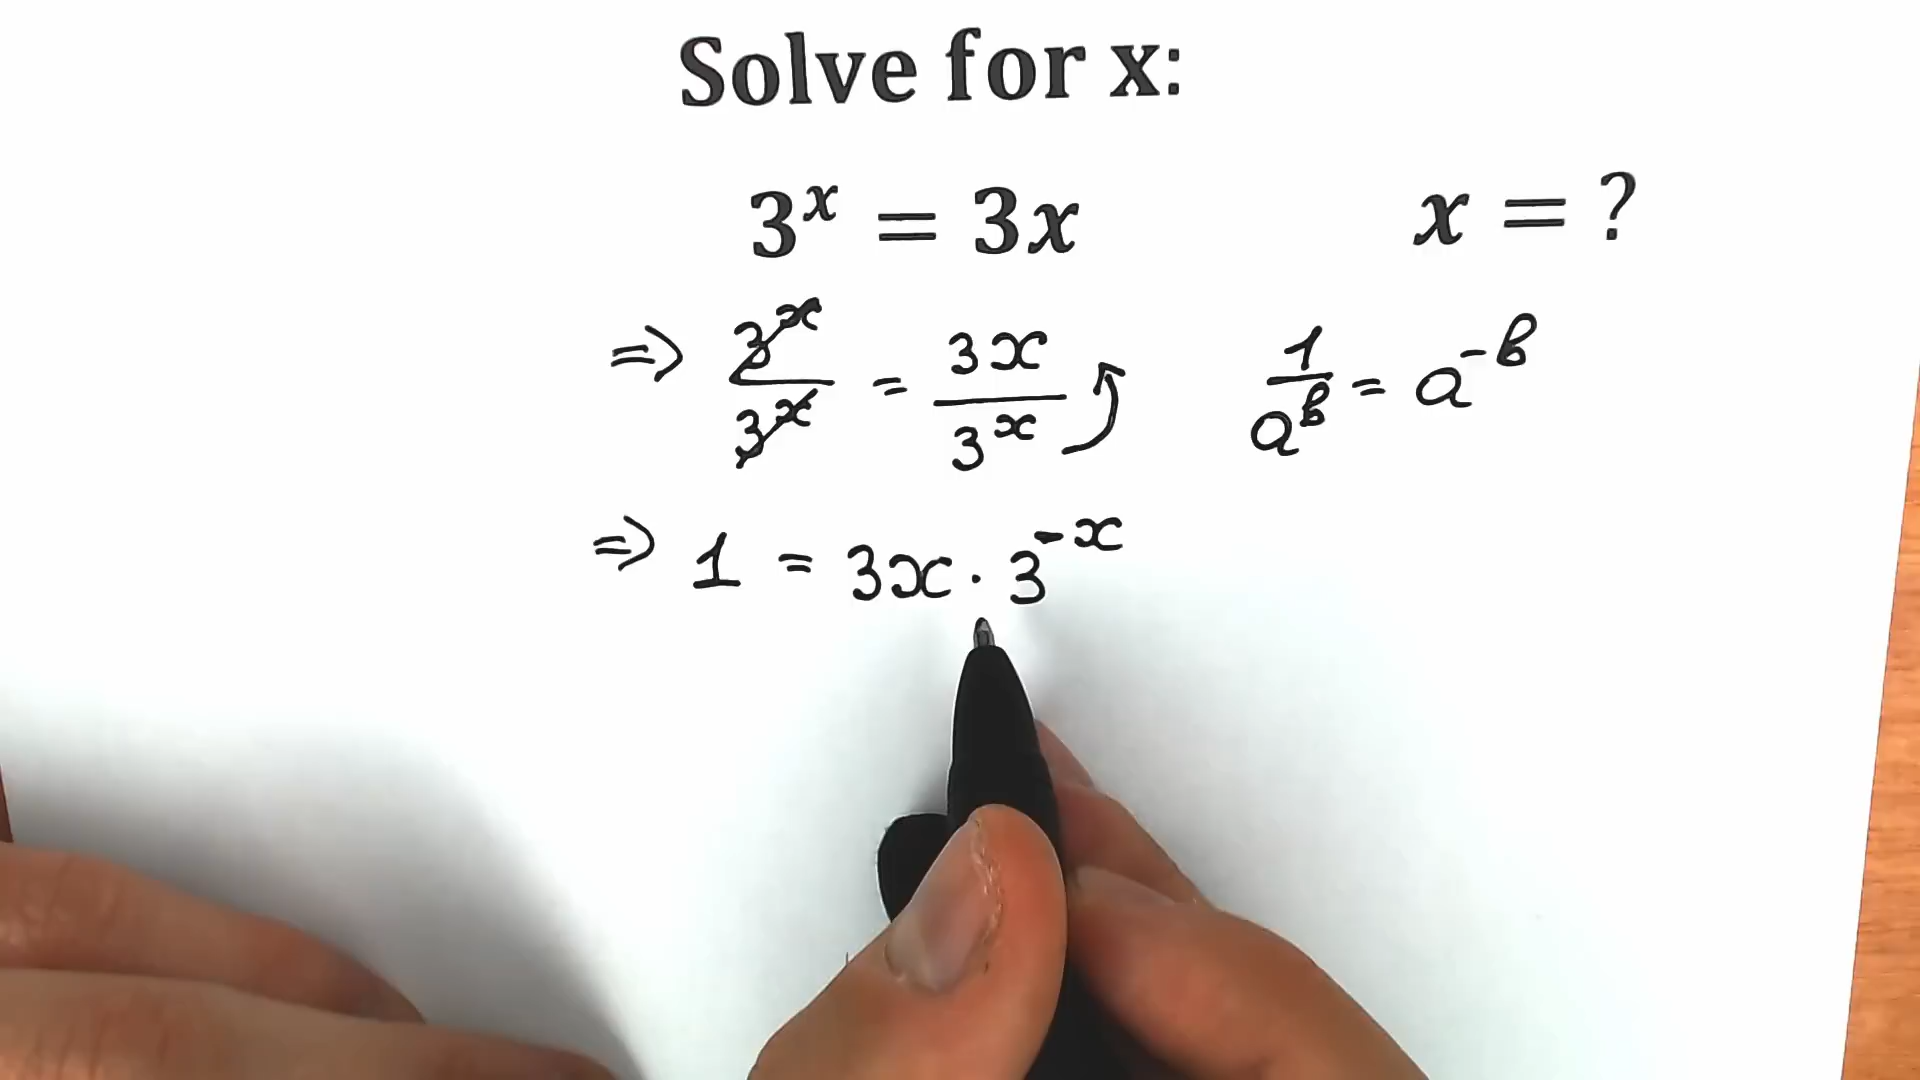 Solve for x:
3^x = 3x    x = ?
⇒ 3^x / 3^x = 3x / 3^x    1 / a^b = a^-b
⇒ 1 = 3x · 3^-x